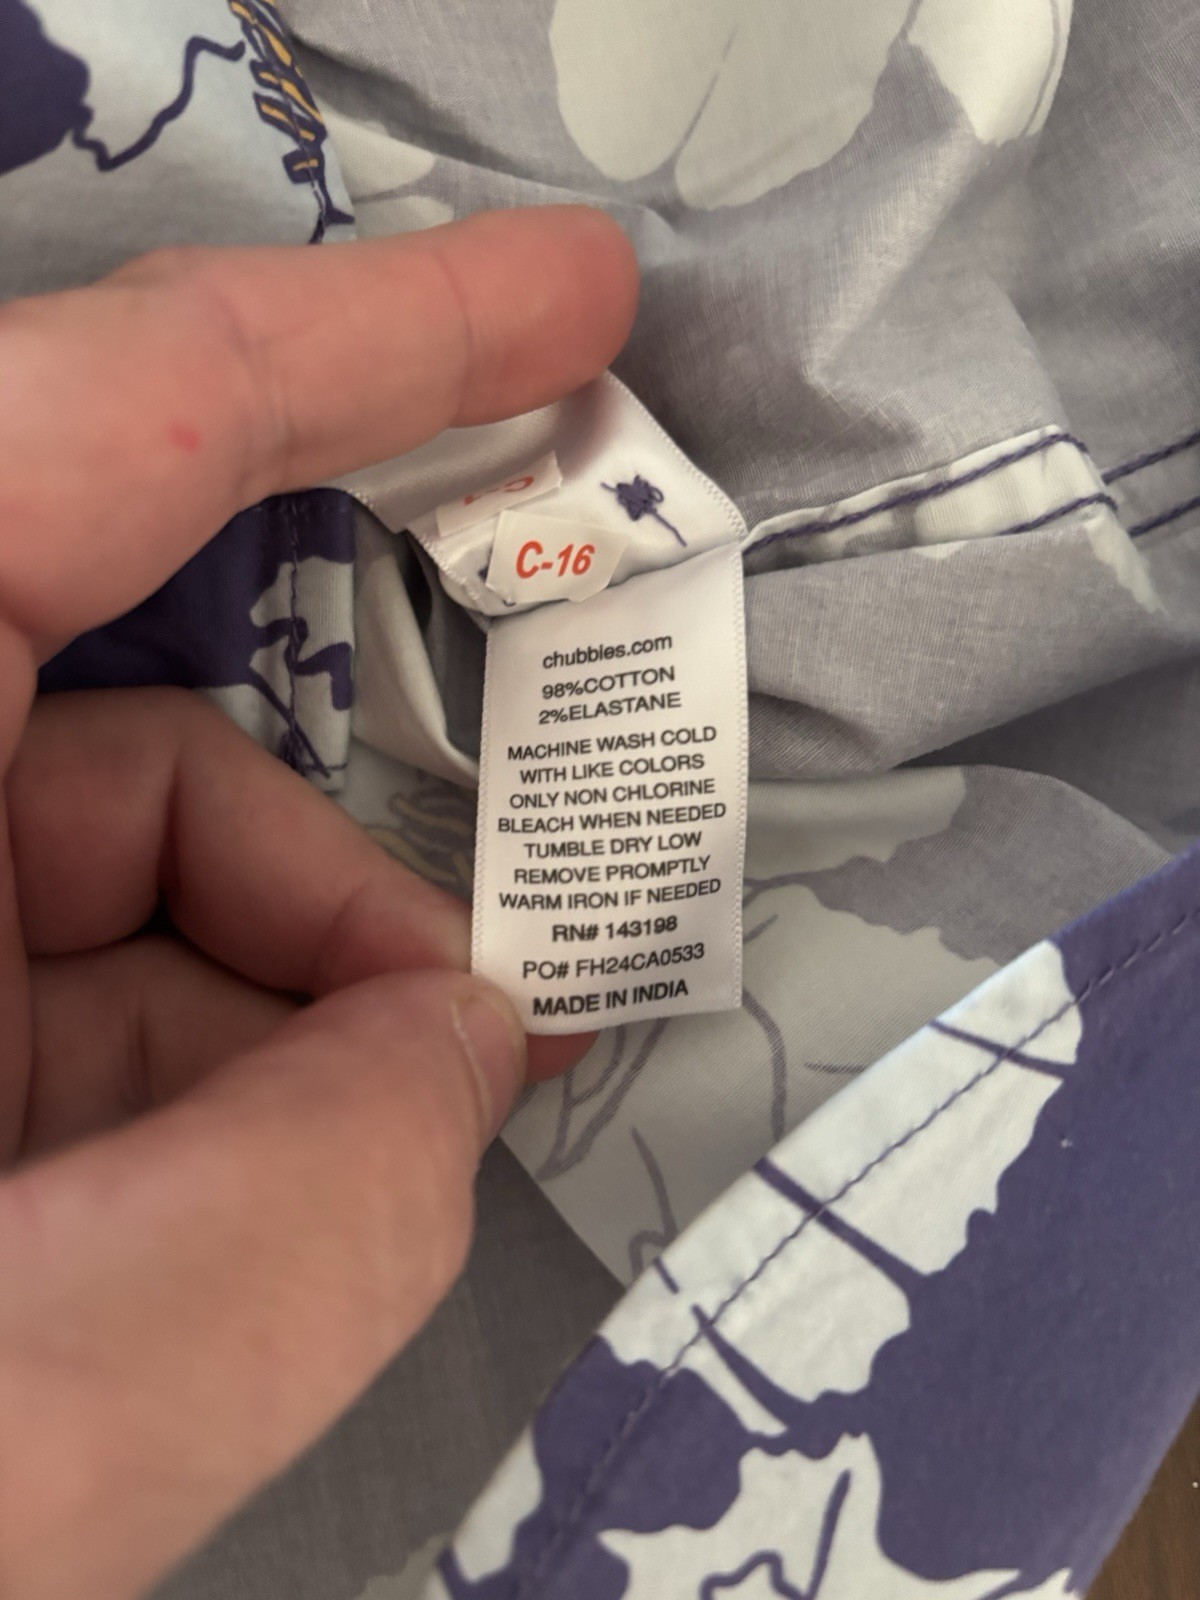 C-16
chubbies.com
98%COTTON
2%ELASTANE
MACHINE WASH COLD
WITH LIKE COLORS
ONLY NON CHLORINE
BLEACH WHEN NEEDED
TUMBLE DRY LOW
REMOVE PROMPTLY
WARM IRON IF NEEDED
RN# 143198
PO# FH24CA0533
MADE IN INDIA